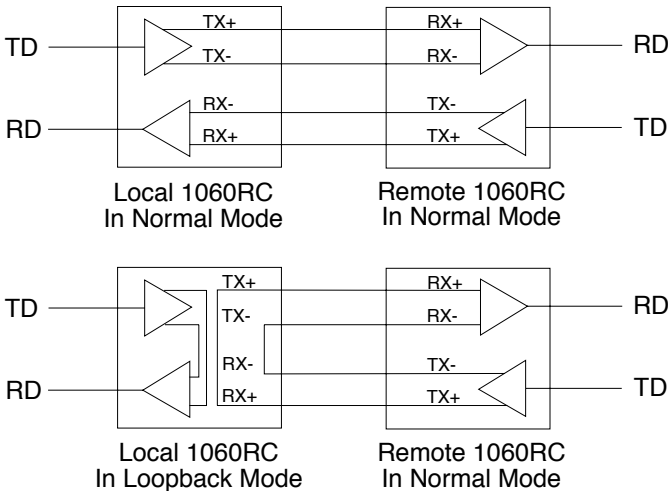 TX+ RX+
TD RD
TX- RX-
RX- TX-
RD TD
RX+ TX+
Local 1060RC Remote 1060RC
In Normal Mode In Normal Mode
TX+ RX+
TD RD
TX- RX-
RX- TX-
RD TD
RX+ TX+
Local 1060RC Remote 1060RC
In Loopback Mode In Normal Mode